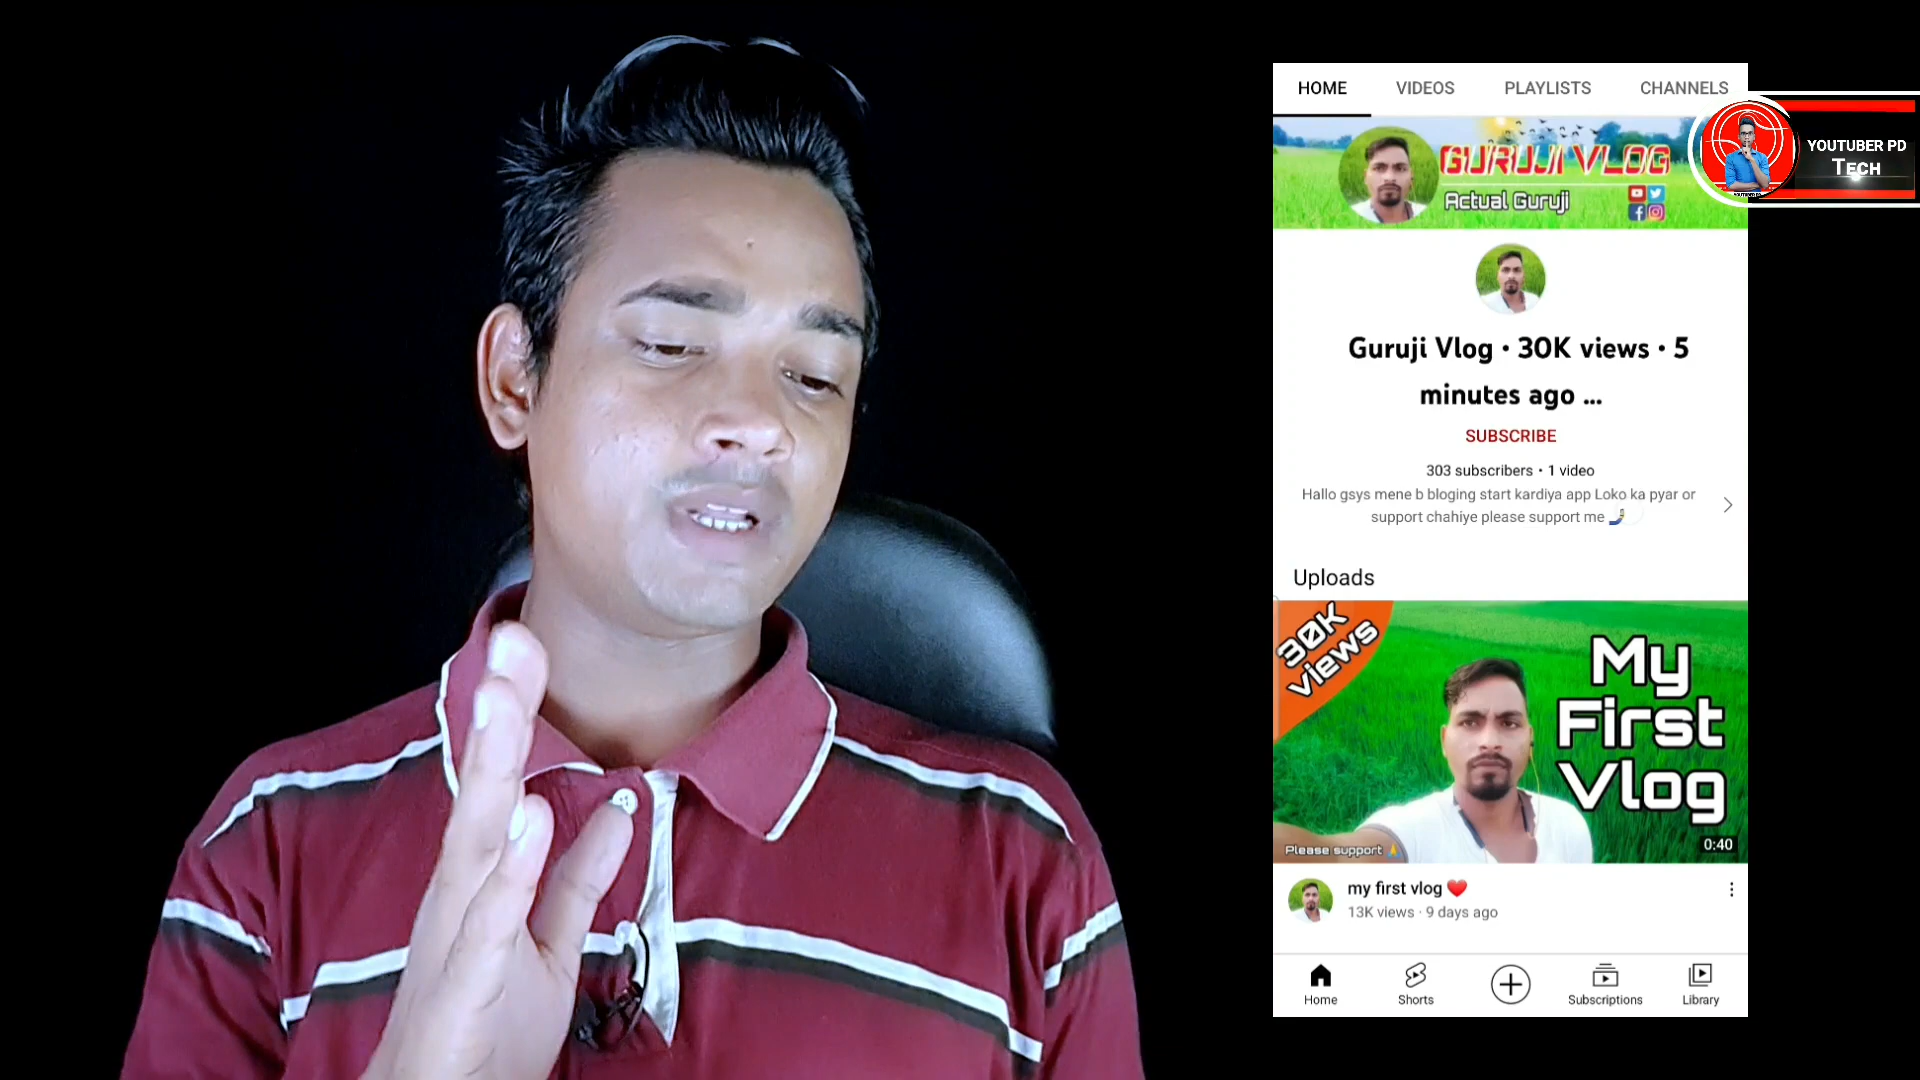 HOME VIDEOS PLAYLISTS CHANNELS
GURUJI VLOG
Actual Guruji
YOUTUBER PD
TECH
Guruji Vlog • 30K views • 5
minutes ago ...
SUBSCRIBE
303 subscribers • 1 video
Hallo gsys mene b bloging start kardiya app Loko ka pyar or
support chahiye please support me 🤳
Uploads
30K
views
My
First
Vlog
Please support 🙏
0:40
my first vlog ❤️
13K views · 9 days ago
Home Shorts Subscriptions Library